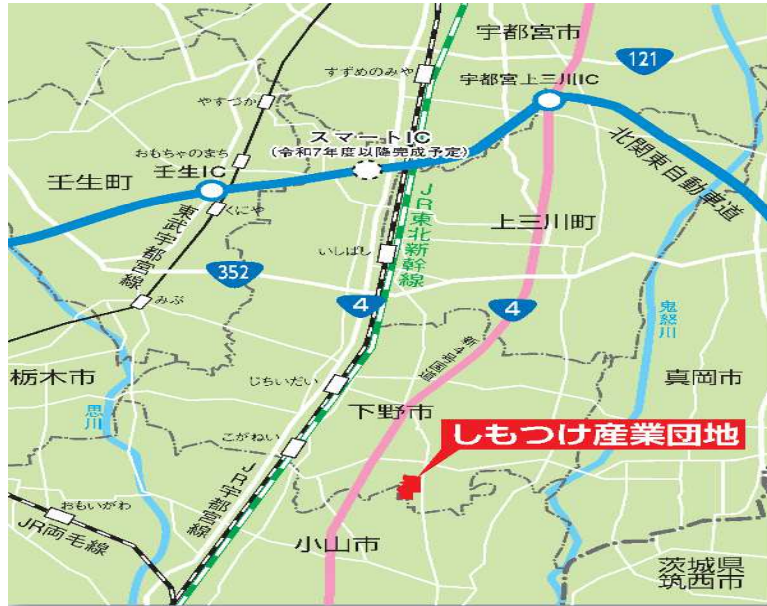 宇都宮市
121
すずめのみや
宇都宮上三川IC
やすづか
スマートIC
(令和7年度以降完成予定)
北関東自動車道
おもちゃのまち
壬生町
壬生IC
くにや
東武宇都宮線
JR東北新幹線
上三川町
いしばし
352
みぶ
4
4
鬼怒川
新4号国道
栃木市
じちいだい
下野市
真岡市
思川
こがねい
しもつけ産業団地
JR宇都宮線
おもいがわ
JR両毛線
小山市
茨城県
筑西市